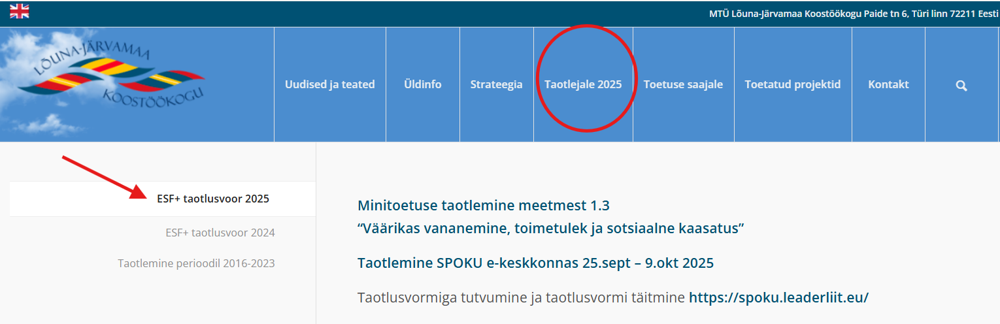 MTÜ Lõuna-Järvamaa Koostöökogu Paide tn 6, Türi linn 72211 Eesti
LÕUNA-JÄRVAMAA
KOOSTÖÖKOGU
Uudised ja teated
Üldinfo
Strateegia
Taotlejale 2025
Toetuse saajale
Toetatud projektid
Kontakt
ESF+ taotlusvoor 2025
ESF+ taotlusvoor 2024
Taotlemine perioodil 2016-2023
Minitoetuse taotlemine meetmest 1.3
“Väärikas vananemine, toimetulek ja sotsiaalne kaasatus”
Taotlemine SPOKU e-keskkonnas 25.sept – 9.okt 2025
Taotlusvormiga tutvumine ja taotlusvormi täitmine https://spoku.leaderliit.eu/